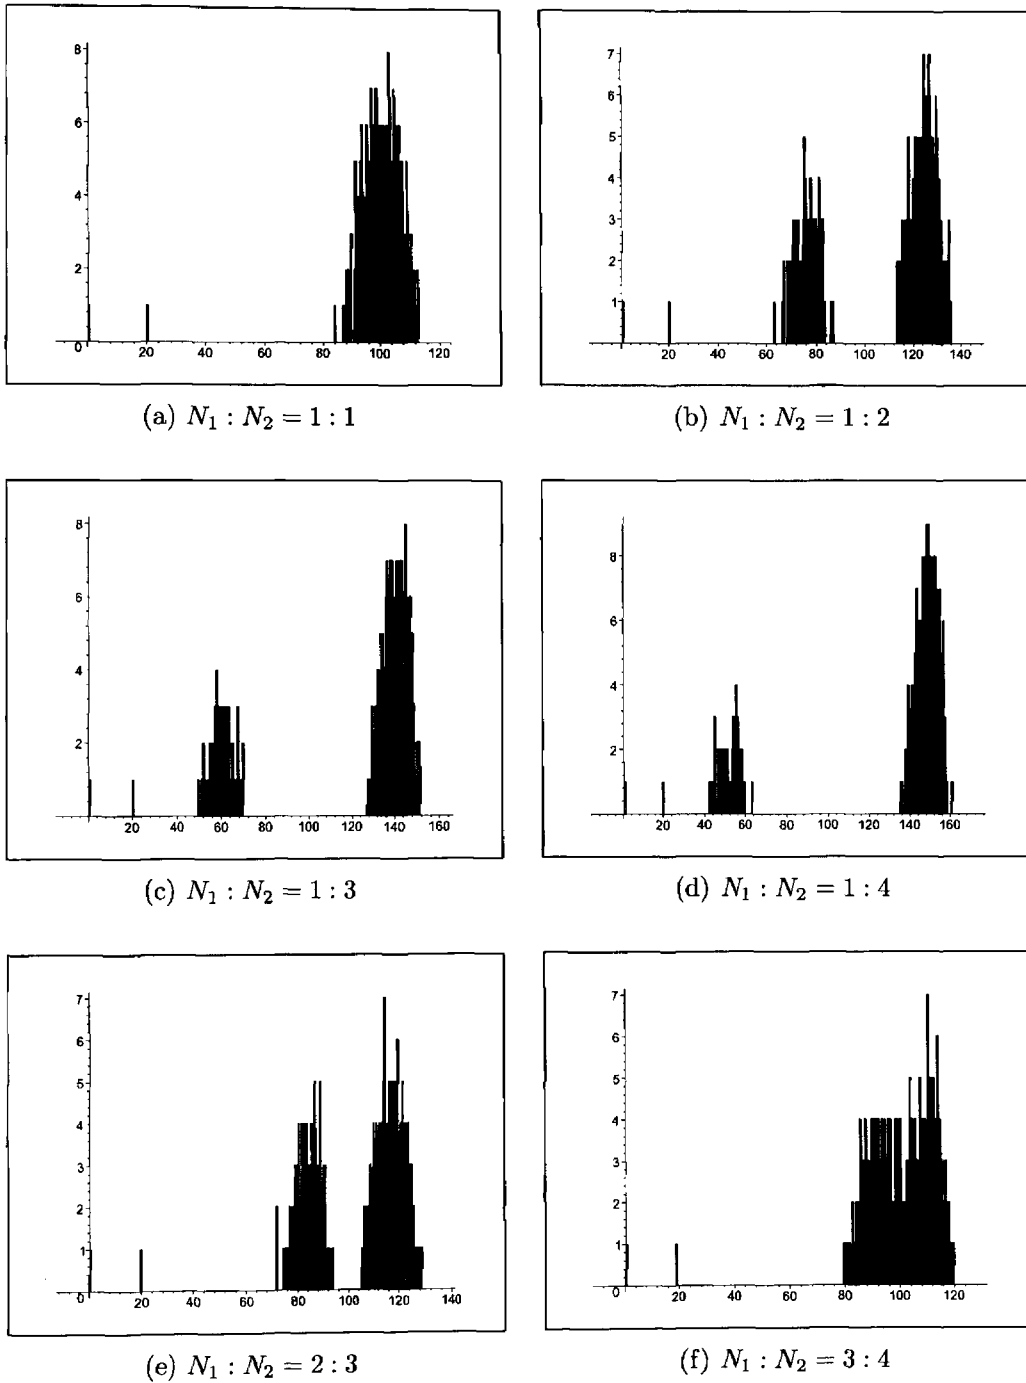 8
6
4
2
0 20 40 60 80 100 120
(a) N₁ : N₂ = 1 : 1
7
6
5
4
3
2
1
0 20 40 60 80 100 120 140
(b) N₁ : N₂ = 1 : 2
8
6
4
2
0 20 40 60 80 100 120 140 160
(c) N₁ : N₂ = 1 : 3
8
6
4
2
0 20 40 60 80 100 120 140 160
(d) N₁ : N₂ = 1 : 4
7
6
5
4
3
2
1
0 20 40 60 80 100 120 140
(e) N₁ : N₂ = 2 : 3
7
6
5
4
3
2
1
0 20 40 60 80 100 120
(f) N₁ : N₂ = 3 : 4